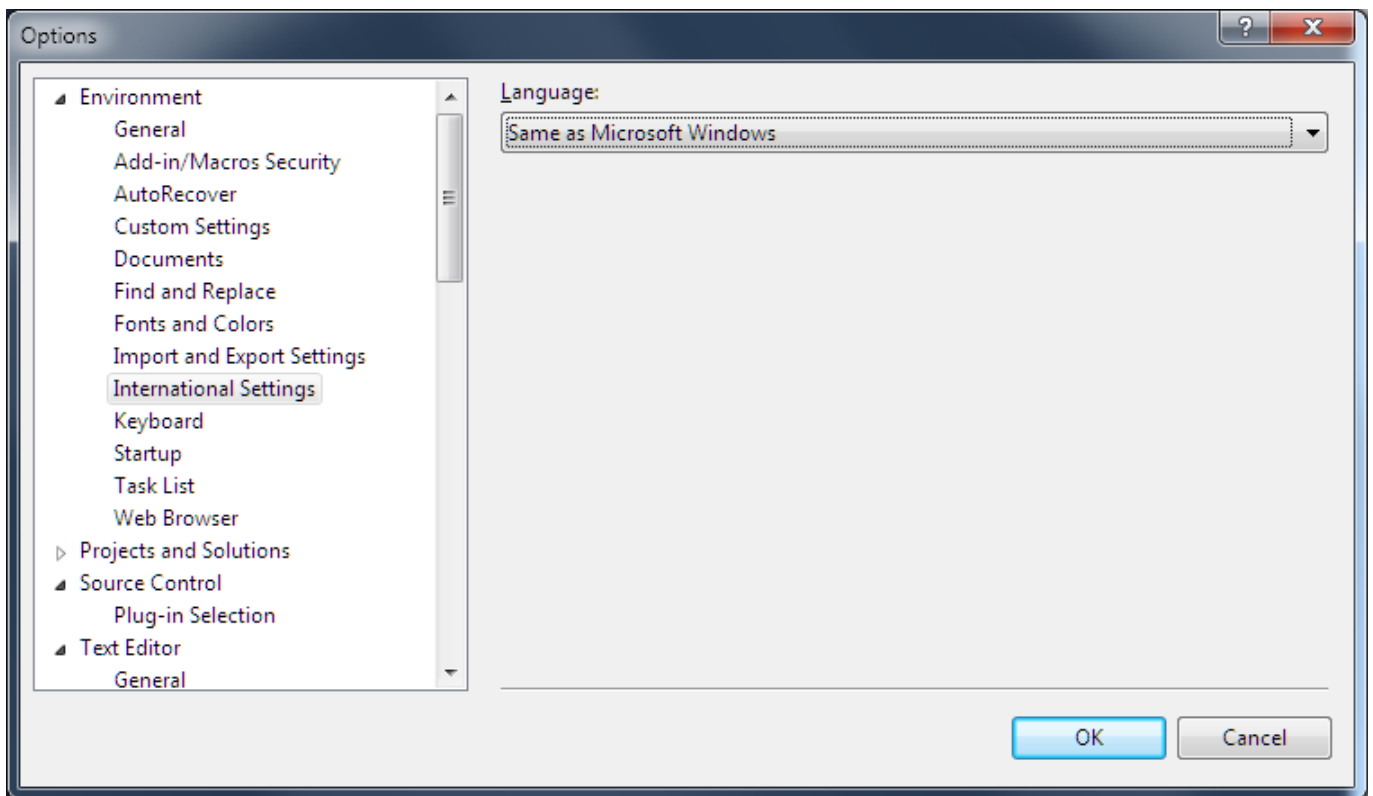 Options
Environment
General
Add-in/Macros Security
AutoRecover
Custom Settings
Documents
Find and Replace
Fonts and Colors
Import and Export Settings
International Settings
Keyboard
Startup
Task List
Web Browser
Projects and Solutions
Source Control
Plug-in Selection
Text Editor
General
Language:
Same as Microsoft Windows
OK
Cancel